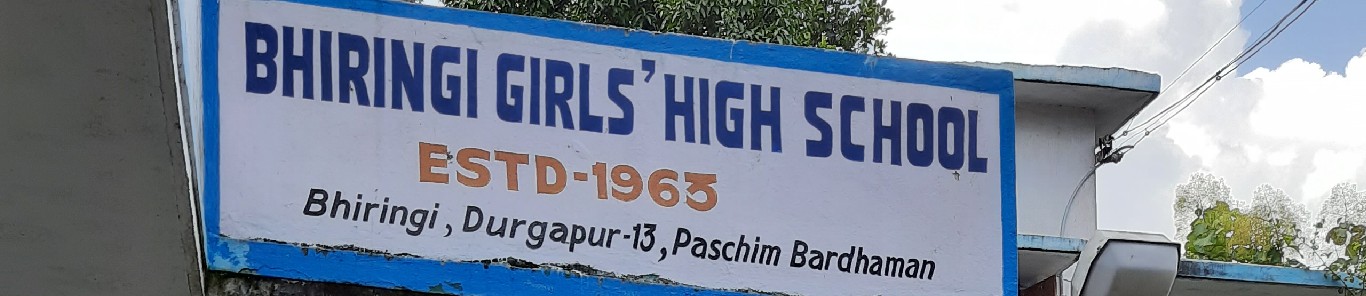 BHIRINGI GIRLS' HIGH SCHOOL
ESTD-1963
Bhiringi, Durgapur-13, Paschim Bardhaman